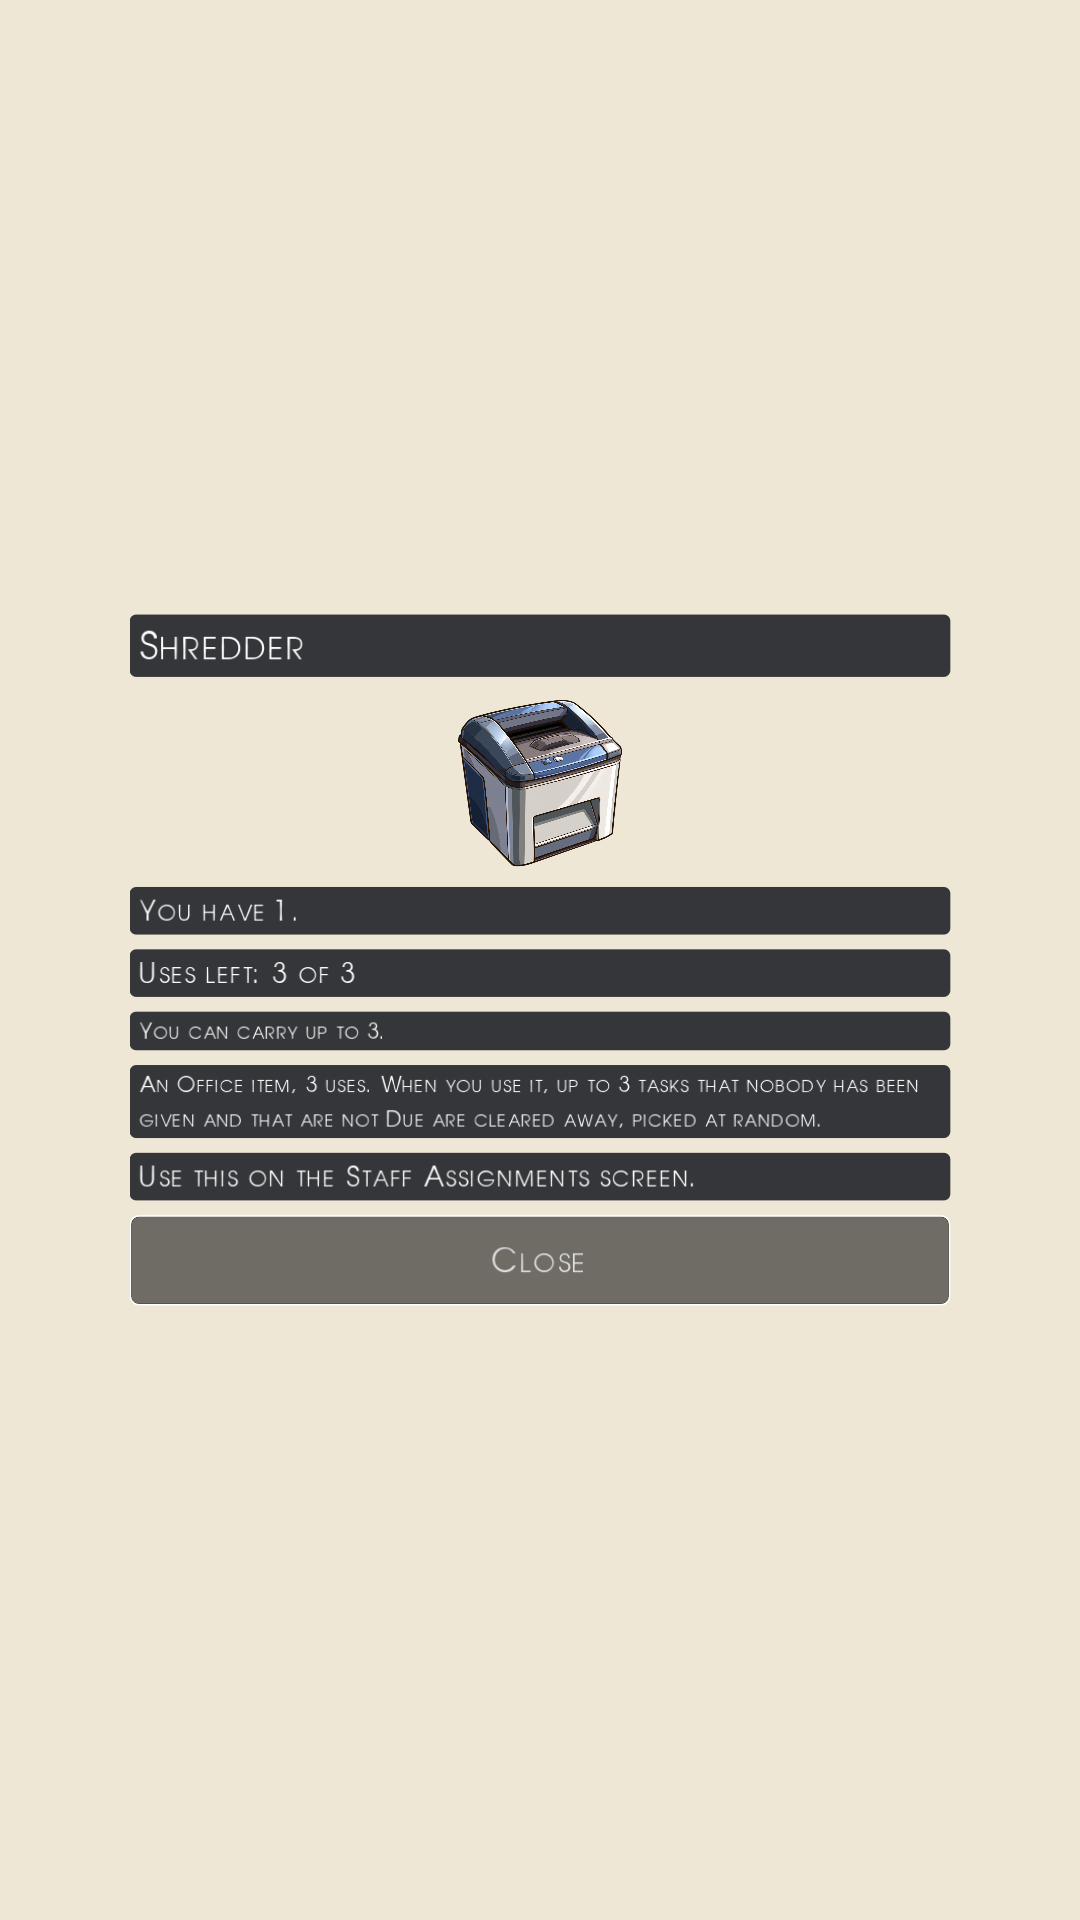 Shredder
You have 1.
Uses left: 3 of 3
You can carry up to 3.
An Office item, 3 uses. When you use it, up to 3 tasks that nobody has been
given and that are not Due are cleared away, picked at random.
Use this on the Staff Assignments screen.
Close